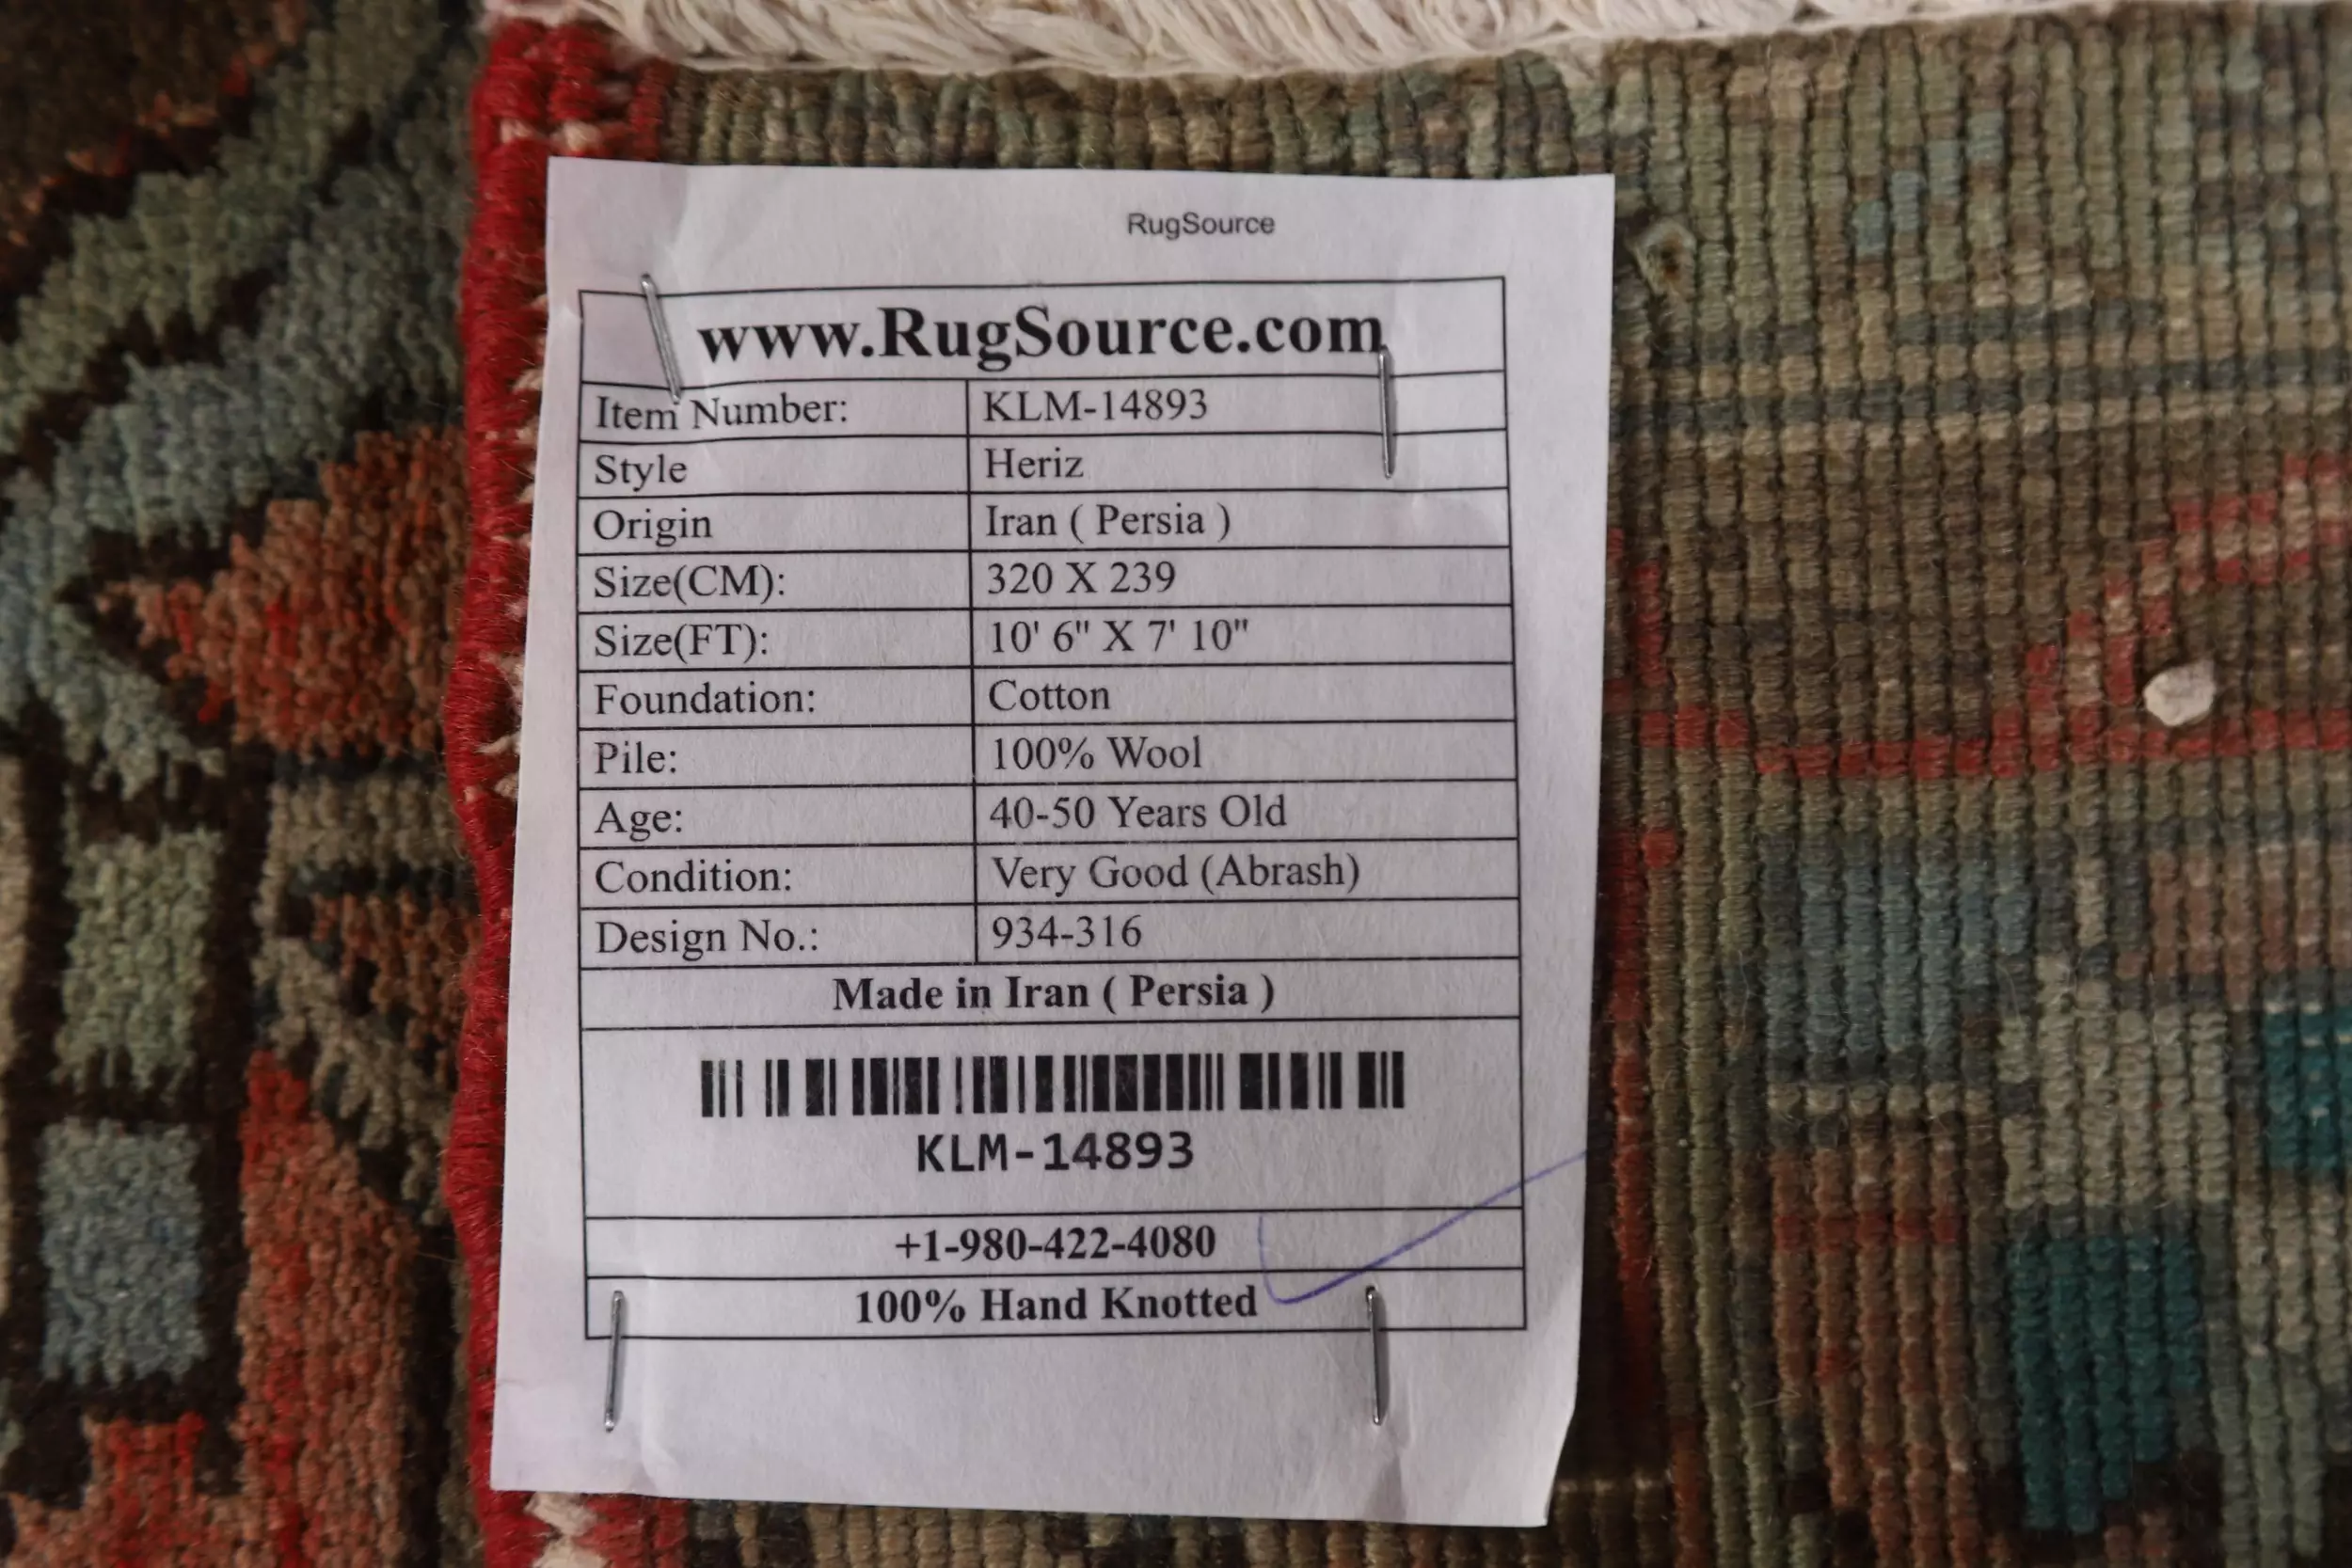 RugSource
www.RugSource.com
Item Number: KLM-14893
Style Heriz
Origin Iran ( Persia )
Size(CM): 320 X 239
Size(FT): 10' 6" X 7' 10"
Foundation: Cotton
Pile: 100% Wool
Age: 40-50 Years Old
Condition: Very Good (Abrash)
Design No.: 934-316
Made in Iran ( Persia )
KLM-14893
+1-980-422-4080
100% Hand Knotted